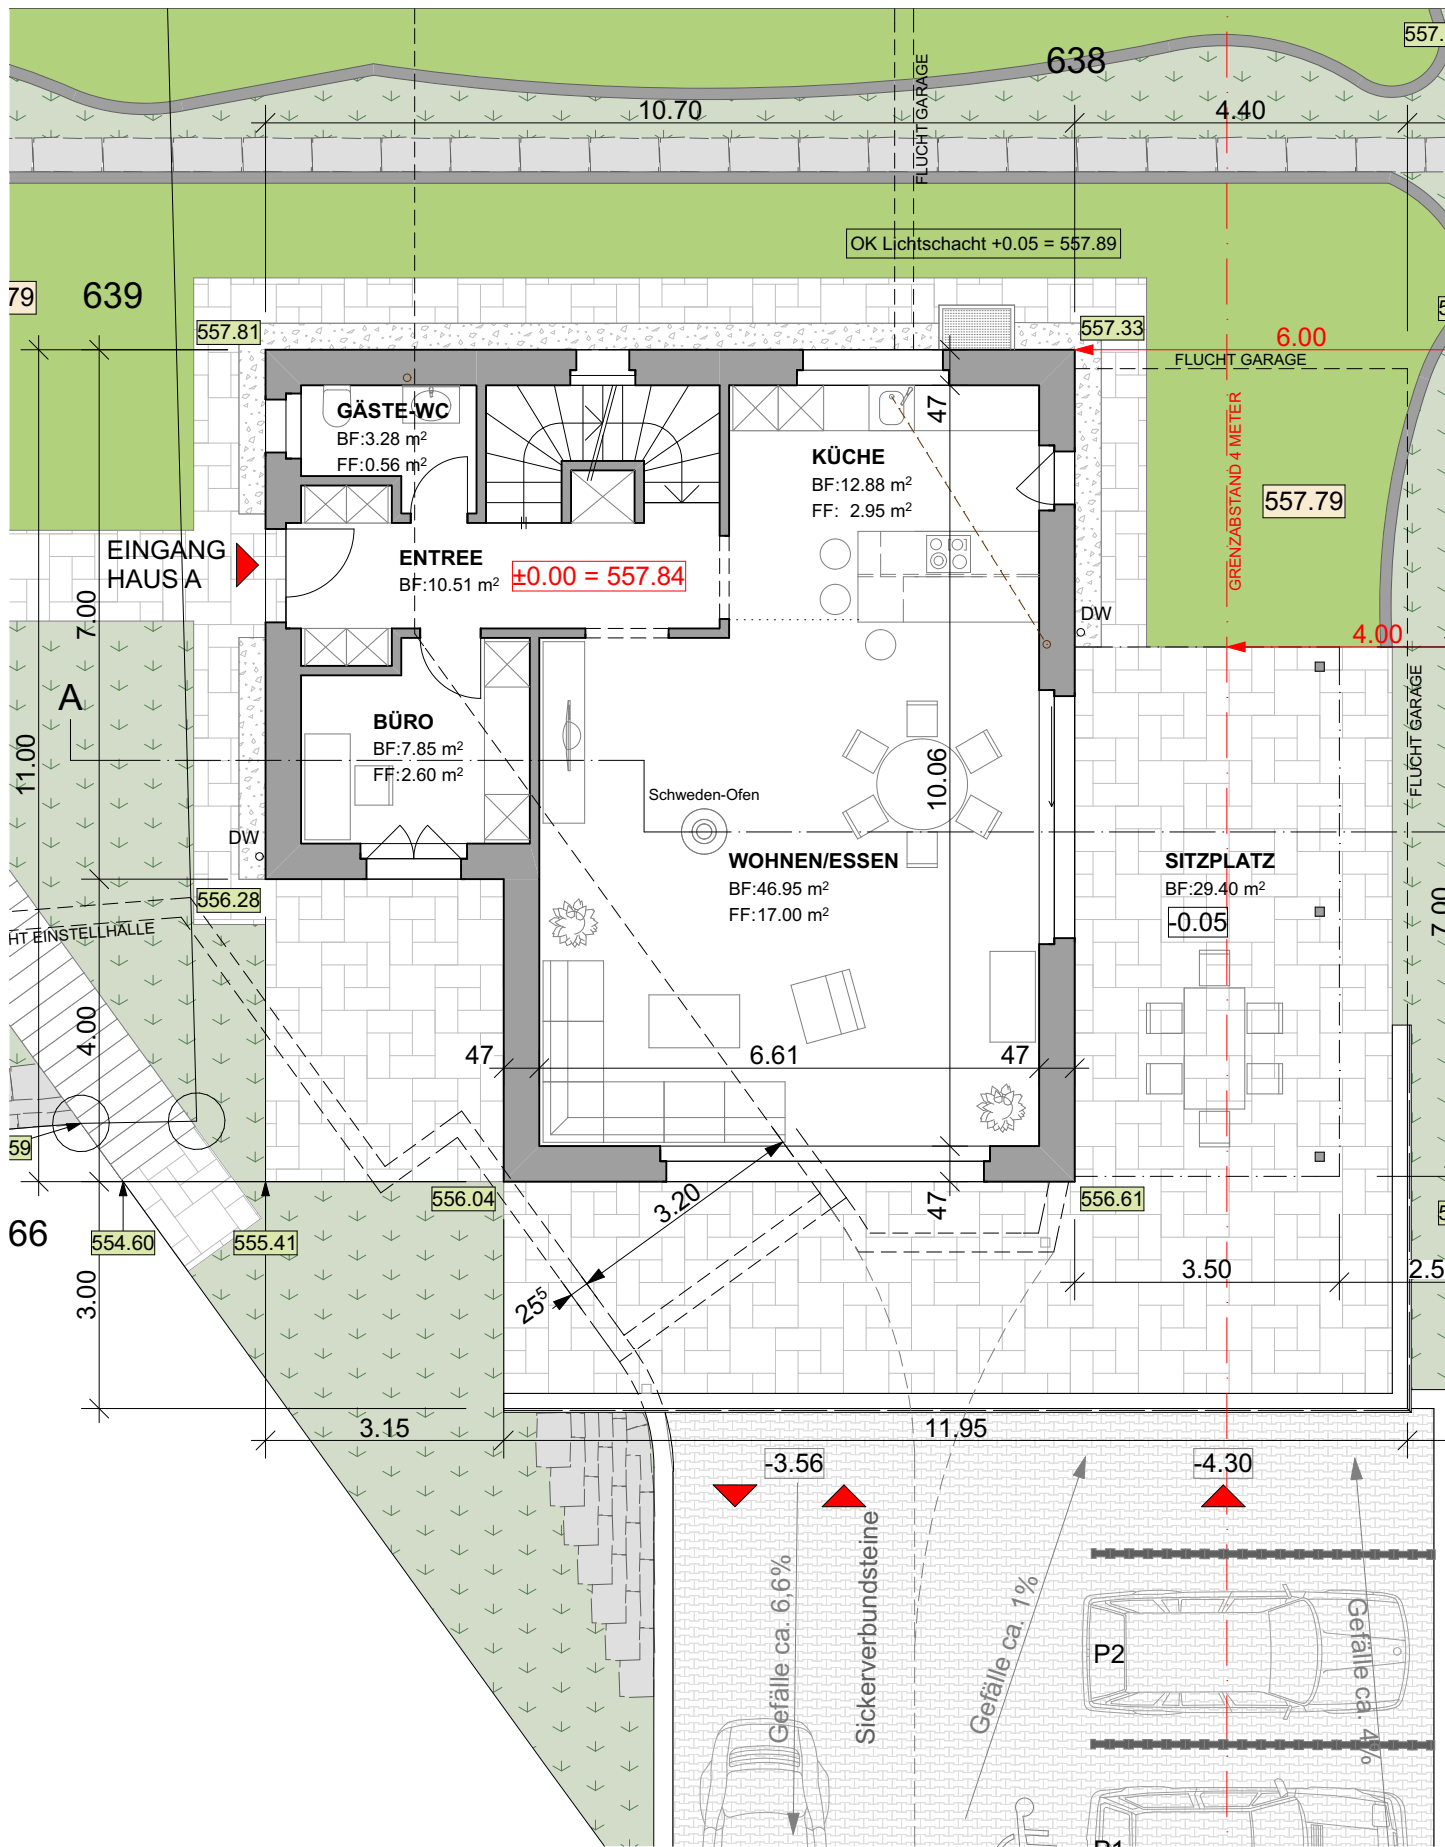 557.
638
10.70
4.40
FLUCHT GARAGE
OK Lichtschacht +0.05 = 557.89
79
639
557.81
557.33
6.00
FLUCHT GARAGE
GÄSTE-WC
BF:3.28 m²
FF:0.56 m²
47
KÜCHE
BF:12.88 m²
FF: 2.95 m²
GRENZABSTAND 4 METER
557.79
EINGANG
HAUS A
ENTREE
BF:10.51 m²
±0.00 = 557.84
7.00
DW
4.00
A
BÜRO
BF:7.85 m²
FF:2.60 m²
11.00
FLUCHT GARAGE
10.06
Schweden-Ofen
DW
WOHNEN/ESSEN
BF:46.95 m²
FF:17.00 m²
SITZPLATZ
BF:29.40 m²
-0.05
556.28
HT EINSTELLHALLE
7.00
4.00
47
6.61
47
59
556.04
3.20
47
556.61
66
554.60
555.41
3.00
25⁵
3.50
2.5
3.15
11.95
-3.56
-4.30
Gefälle ca. 6,6%
Sickerverbundsteine
Gefälle ca. 1%
Gefälle ca. 4%
P2
P1